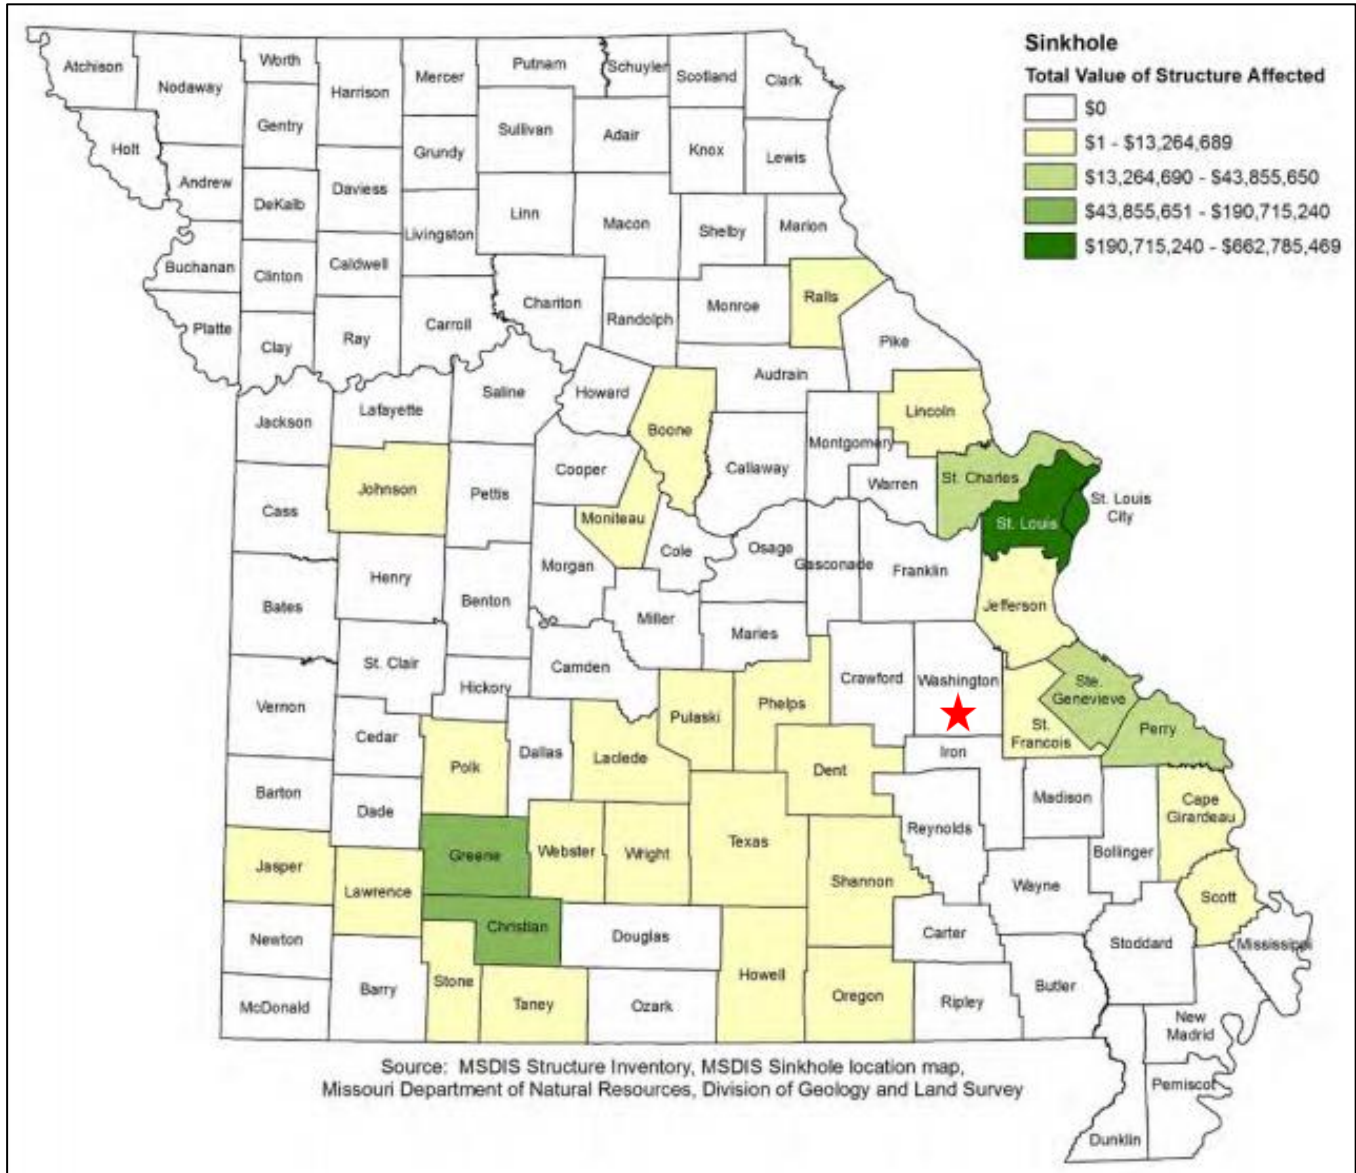 Sinkhole
Total Value of Structure Affected
$0
$1 - $13,264,689
$13,264,690 - $43,855,650
$43,855,651 - $190,715,240
$190,715,240 - $662,785,469
Atchison
Nodaway
Worth
Harrison
Mercer
Putnam
Schuyler
Scotland
Clark
Gentry
Sullivan
Adair
Knox
Lewis
Holt
Andrew
Grundy
DeKalb
Daviess
Linn
Macon
Shelby
Marion
Livingston
Buchanan
Clinton
Caldwell
Chariton
Randolph
Monroe
Ralls
Platte
Clay
Ray
Carroll
Pike
Audrain
Saline
Howard
Jackson
Lafayette
Boone
Lincoln
Montgomery
Callaway
Cooper
Warren
St. Charles
Johnson
Pettis
Cass
Moniteau
St. Louis
St. Louis
City
Cole
Osage
Gasconade
Franklin
Morgan
Henry
Benton
Bates
Miller
Maries
Jefferson
St. Clair
Camden
Hickory
Crawford
Washington
Ste.
Genevieve
Vernon
Pulaski
Phelps
St.
Francois
Perry
Cedar
Dallas
Laclede
Iron
Polk
Dent
Barton
Dade
Madison
Cape
Girardeau
Reynolds
Texas
Bollinger
Jasper
Greene
Webster
Wright
Lawrence
Shannon
Wayne
Scott
Christian
Douglas
Carter
Newton
Stoddard
Mississippi
Howell
Stone
Barry
Taney
Ozark
Oregon
Ripley
Butler
McDonald
New
Madrid
Pemiscot
Dunklin
Source: MSDIS Structure Inventory, MSDIS Sinkhole location map,
Missouri Department of Natural Resources, Division of Geology and Land Survey